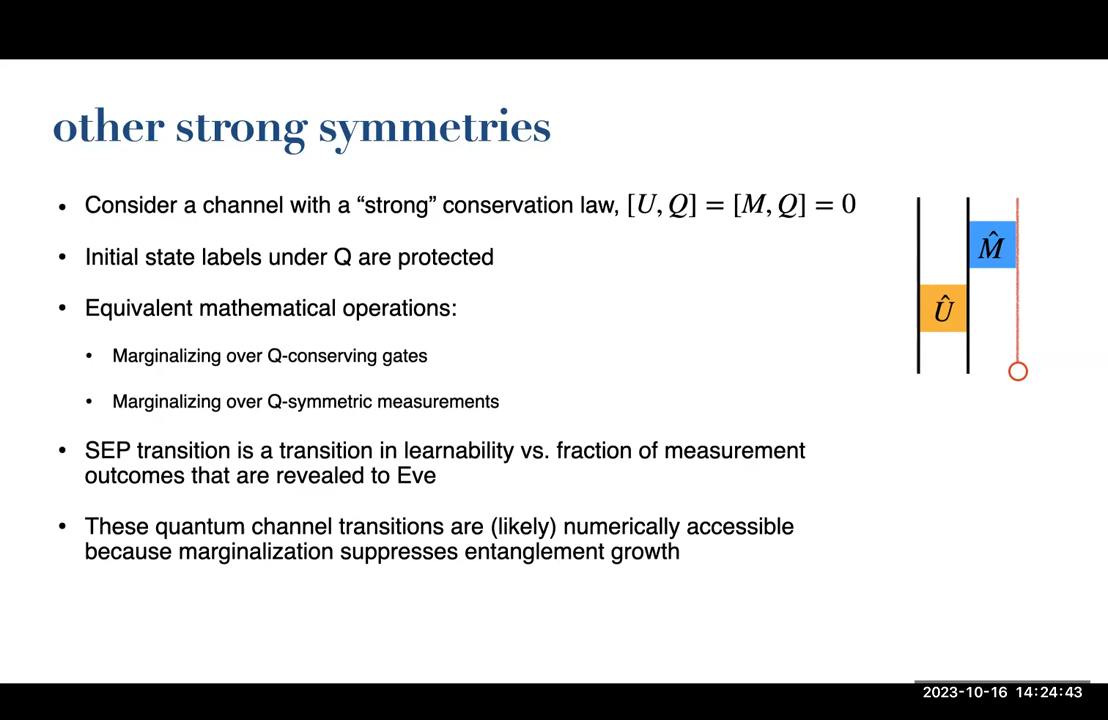 other strong symmetries
• Consider a channel with a “strong” conservation law, [U, Q] = [M, Q] = 0
• Initial state labels under Q are protected
• Equivalent mathematical operations:
• Marginalizing over Q-conserving gates
• Marginalizing over Q-symmetric measurements
• SEP transition is a transition in learnability vs. fraction of measurement
outcomes that are revealed to Eve
• These quantum channel transitions are (likely) numerically accessible
because marginalization suppresses entanglement growth
M̂
Û
2023-10-16 14:24:43